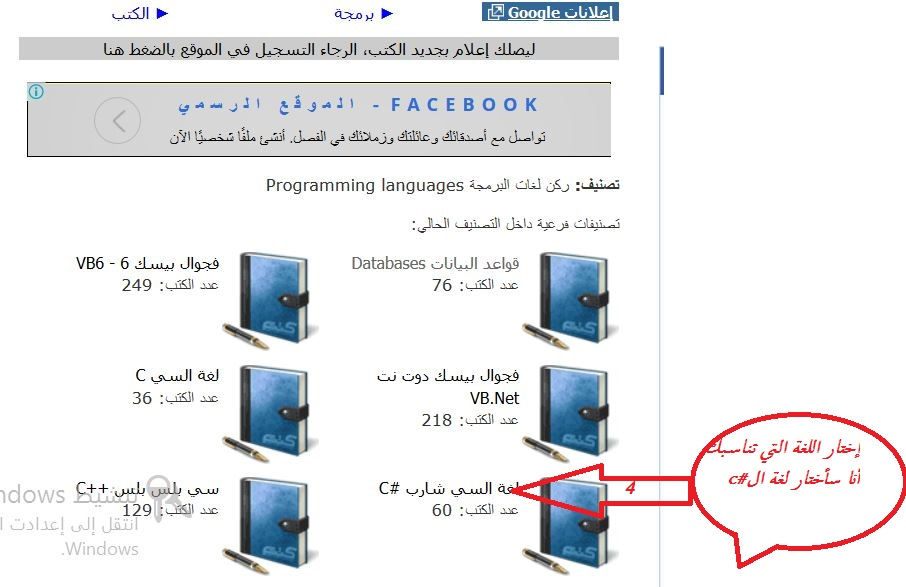 إعلانات Google ◄ برمجة ◄ الكتب
ليصلك إعلام بجديد الكتب، الرجاء التسجيل في الموقع بالضغط هنا
FACEBOOK - الموقع الرسمي
تواصل مع أصدقائك وعائلتك وزملائك في الفصل. أنشئ ملفًا شخصيًا الآن
تصنيف: ركن لغات البرمجة Programming languages
تصنيفات فرعية داخل التصنيف الحالي:
قواعد البيانات Databases
عدد الكتب: 76
فجوال بيسك 6 - VB6
عدد الكتب: 249
فجوال بيسك دوت نت
VB.Net
عدد الكتب: 218
لغة السي C
عدد الكتب: 36
لغة السي شارب C#
عدد الكتب: 60
سي بلس بلس C++
عدد الكتب: 129
4
إختار اللغة التي تناسبك
أنا سأختار لغة الـc#
تنشيط Windows
انتقل إلى إعدادت
Windows.